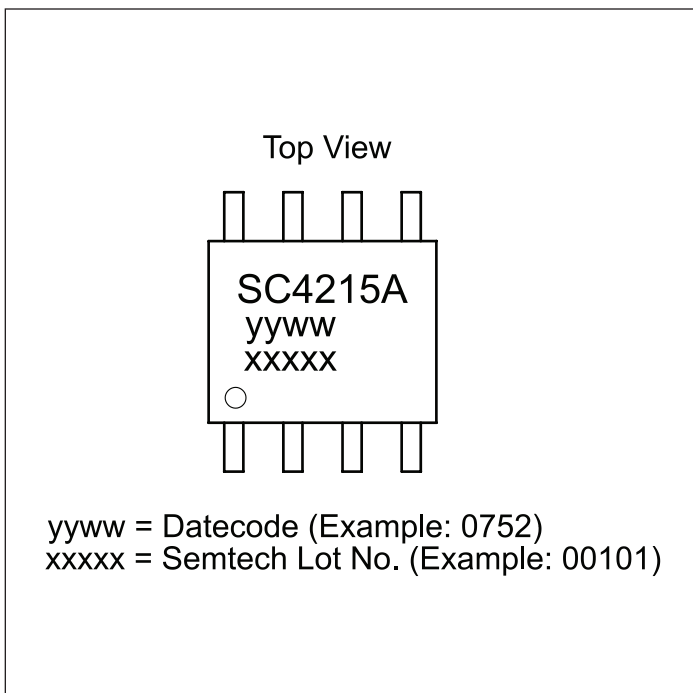 Top View
SC4215A
yyww
xxxxx
yyww = Datecode (Example: 0752)
xxxxx = Semtech Lot No. (Example: 00101)